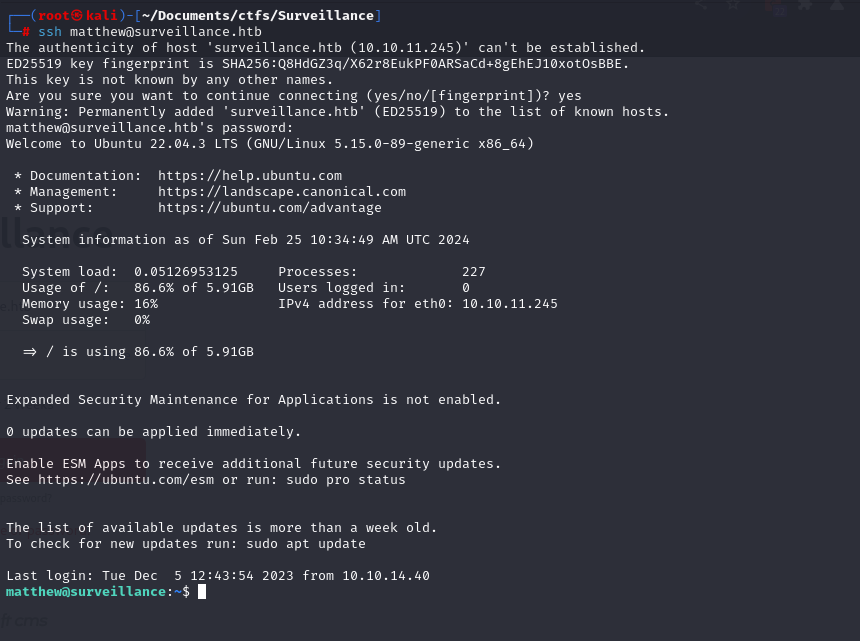 ┌──(root㉿kali)-[~/Documents/ctfs/Surveillance]
└─# ssh matthew@surveillance.htb
The authenticity of host 'surveillance.htb (10.10.11.245)' can't be established.
ED25519 key fingerprint is SHA256:Q8HdGZ3q/X62r8EukPF0ARSaCd+8gEhEJ10xotOsBBE.
This key is not known by any other names.
Are you sure you want to continue connecting (yes/no/[fingerprint])? yes
Warning: Permanently added 'surveillance.htb' (ED25519) to the list of known hosts.
matthew@surveillance.htb's password:
Welcome to Ubuntu 22.04.3 LTS (GNU/Linux 5.15.0-89-generic x86_64)
* Documentation:  https://help.ubuntu.com
* Management:     https://landscape.canonical.com
* Support:        https://ubuntu.com/advantage
System information as of Sun Feb 25 10:34:49 AM UTC 2024
System load:  0.05126953125     Processes:             227
Usage of /:   86.6% of 5.91GB   Users logged in:       0
Memory usage: 16%               IPv4 address for eth0: 10.10.11.245
Swap usage:   0%
=> / is using 86.6% of 5.91GB
Expanded Security Maintenance for Applications is not enabled.
0 updates can be applied immediately.
Enable ESM Apps to receive additional future security updates.
See https://ubuntu.com/esm or run: sudo pro status
The list of available updates is more than a week old.
To check for new updates run: sudo apt update
Last login: Tue Dec  5 12:43:54 2023 from 10.10.14.40
matthew@surveillance:~$